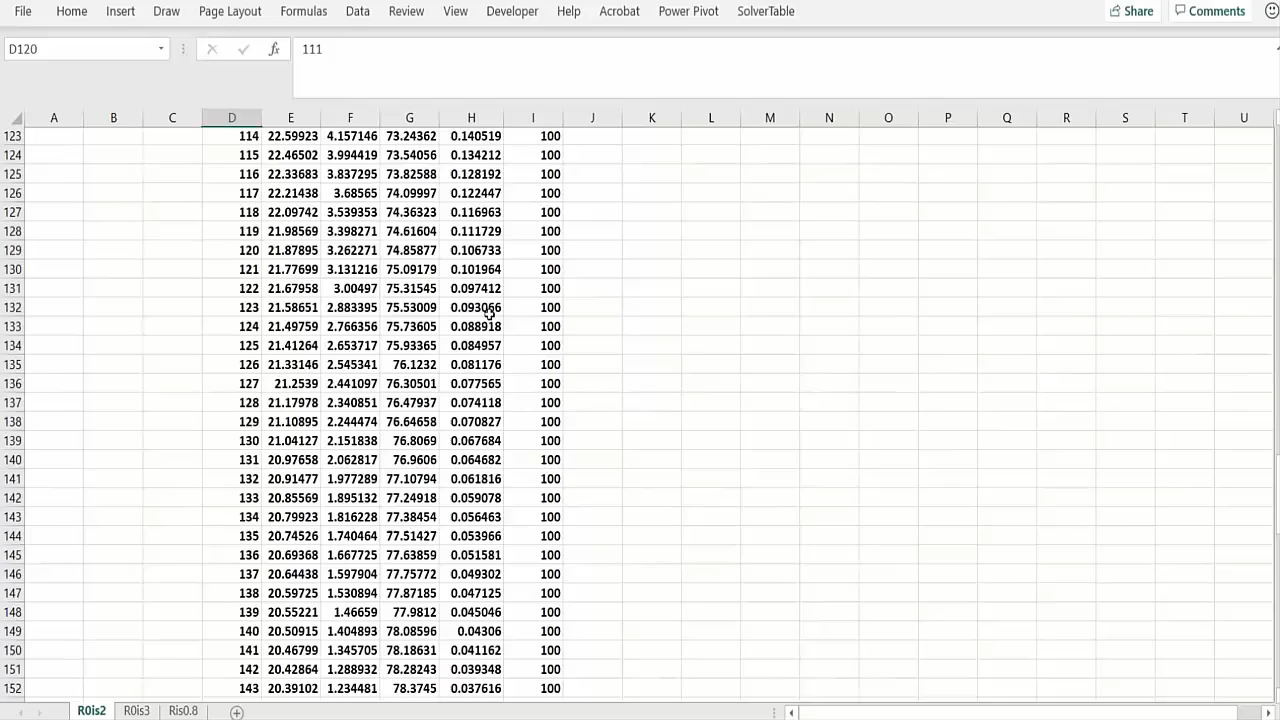 File Home Insert Draw Page Layout Formulas Data Review View Developer Help Acrobat Power Pivot SolverTable Share Comments
D120 fx 111
A B C D E F G H I J K L M N O P Q R S T U
123 114 22.59923 4.157146 73.24362 0.140519 100
124 115 22.46502 3.994419 73.54056 0.134212 100
125 116 22.33683 3.837295 73.82588 0.128192 100
126 117 22.21438 3.68565 74.09997 0.122447 100
127 118 22.09742 3.539353 74.36323 0.116963 100
128 119 21.98569 3.398271 74.61604 0.111729 100
129 120 21.87895 3.262271 74.85877 0.106733 100
130 121 21.77699 3.131216 75.09179 0.101964 100
131 122 21.67958 3.00497 75.31545 0.097412 100
132 123 21.58651 2.883395 75.53009 0.093066 100
133 124 21.49759 2.766356 75.73605 0.088918 100
134 125 21.41264 2.653717 75.93365 0.084957 100
135 126 21.33146 2.545341 76.1232 0.081176 100
136 127 21.2539 2.441097 76.30501 0.077565 100
137 128 21.17978 2.340851 76.47937 0.074118 100
138 129 21.10895 2.244474 76.64658 0.070827 100
139 130 21.04127 2.151838 76.8069 0.067684 100
140 131 20.97658 2.062817 76.9606 0.064682 100
141 132 20.91477 1.977289 77.10794 0.061816 100
142 133 20.85569 1.895132 77.24918 0.059078 100
143 134 20.79923 1.816228 77.38454 0.056463 100
144 135 20.74526 1.740464 77.51427 0.053966 100
145 136 20.69368 1.667725 77.63859 0.051581 100
146 137 20.64438 1.597904 77.75772 0.049302 100
147 138 20.59725 1.530894 77.87185 0.047125 100
148 139 20.55221 1.46659 77.9812 0.045046 100
149 140 20.50915 1.404893 78.08596 0.04306 100
150 141 20.46799 1.345705 78.18631 0.041162 100
151 142 20.42864 1.288932 78.28243 0.039348 100
152 143 20.39102 1.234481 78.3745 0.037616 100
R0is2 R0is3 Ris0.8